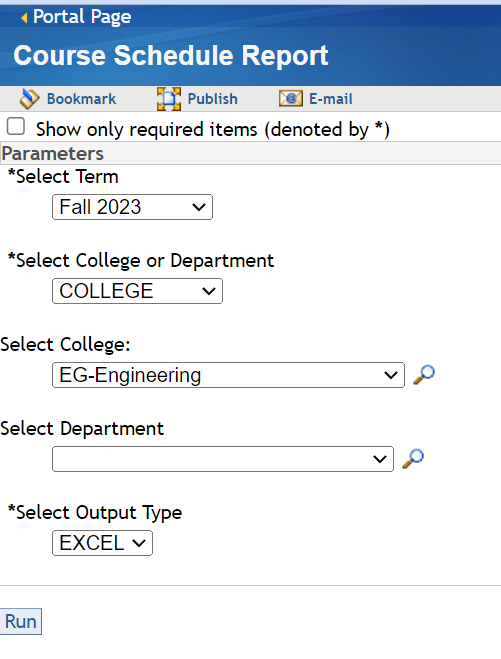 Portal Page
Course Schedule Report
Bookmark Publish E-mail
Show only required items (denoted by *)
Parameters
*Select Term
Fall 2023
*Select College or Department
COLLEGE
Select College:
EG-Engineering
Select Department
*Select Output Type
EXCEL
Run